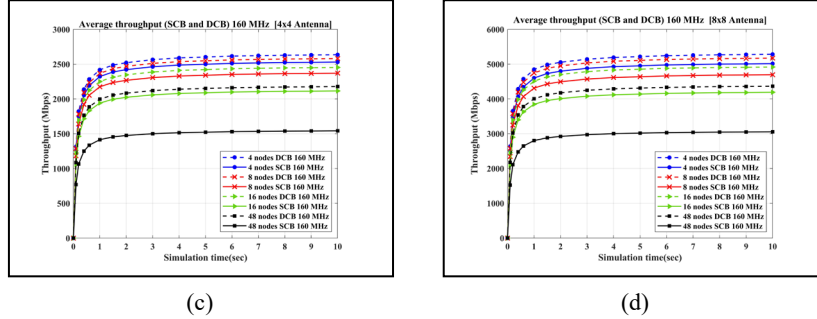 Average throughput (SCB and DCB) 160 MHz [4x4 Antenna]
3000
2500
2000
1500
1000
500
0
Throughput (Mbps)
4 nodes DCB 160 MHz
4 nodes SCB 160 MHz
8 nodes DCB 160 MHz
8 nodes SCB 160 MHz
16 nodes DCB 160 MHz
16 nodes SCB 160 MHz
48 nodes DCB 160 MHz
48 nodes SCB 160 MHz
0 1 2 3 4 5 6 7 8 9 10
Simulation time(sec)
(c)
Average throughput (SCB and DCB) 160 MHz [8x8 Antenna]
6000
5000
4000
3000
2000
1000
0
Throughput (Mbps)
4 nodes DCB 160 MHz
4 nodes SCB 160 MHz
8 nodes DCB 160 MHz
8 nodes SCB 160 MHz
16 nodes DCB 160 MHz
16 nodes SCB 160 MHz
48 nodes DCB 160 MHz
48 nodes SCB 160 MHz
0 1 2 3 4 5 6 7 8 9 10
Simulation time(sec)
(d)